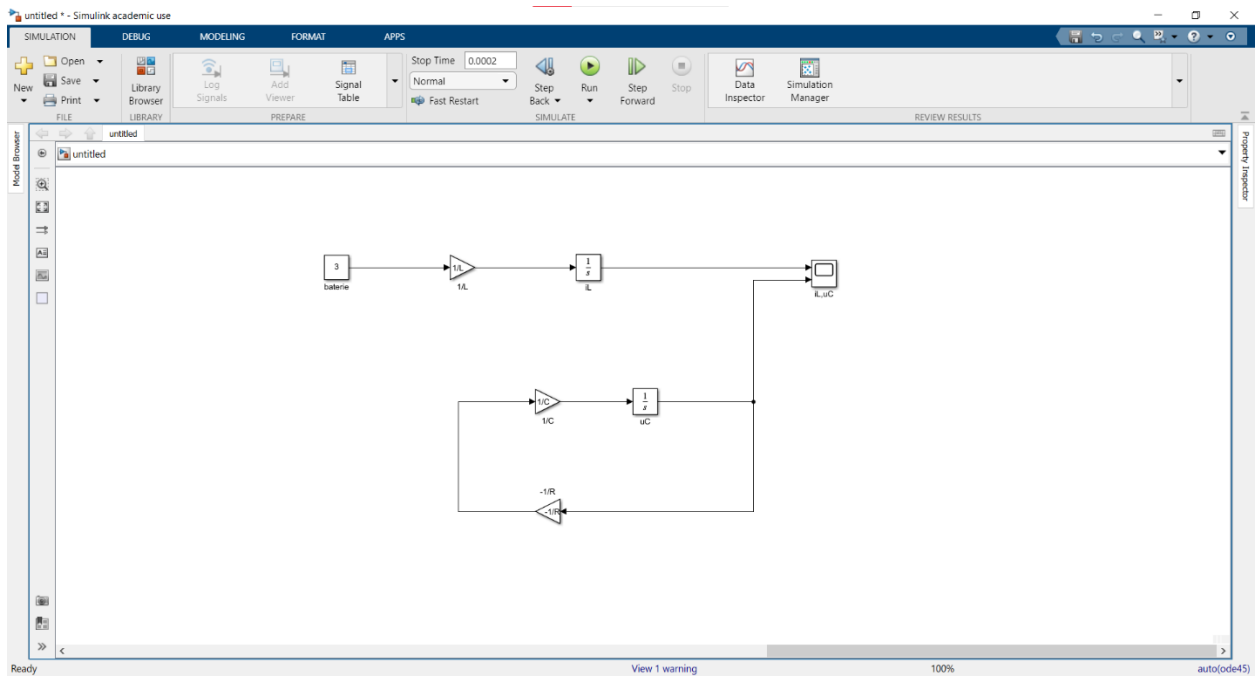 untitled * - Simulink academic use
SIMULATION DEBUG MODELING FORMAT APPS
New
Open
Save
Print
FILE
Library Browser
LIBRARY
Log Signals
Add Viewer
Signal Table
PREPARE
Stop Time 0.0002
Normal
Fast Restart
Step Back
Run
Step Forward
Stop
SIMULATE
Data Inspector
Simulation Manager
REVIEW RESULTS
Model Browser
untitled
untitled
Property Inspector
3
baterie
1/L
1/L
1
s
iL
iL,uC
1/C
1/C
1
s
uC
-1/R
-1/R
Ready
View 1 warning
100%
auto(ode45)